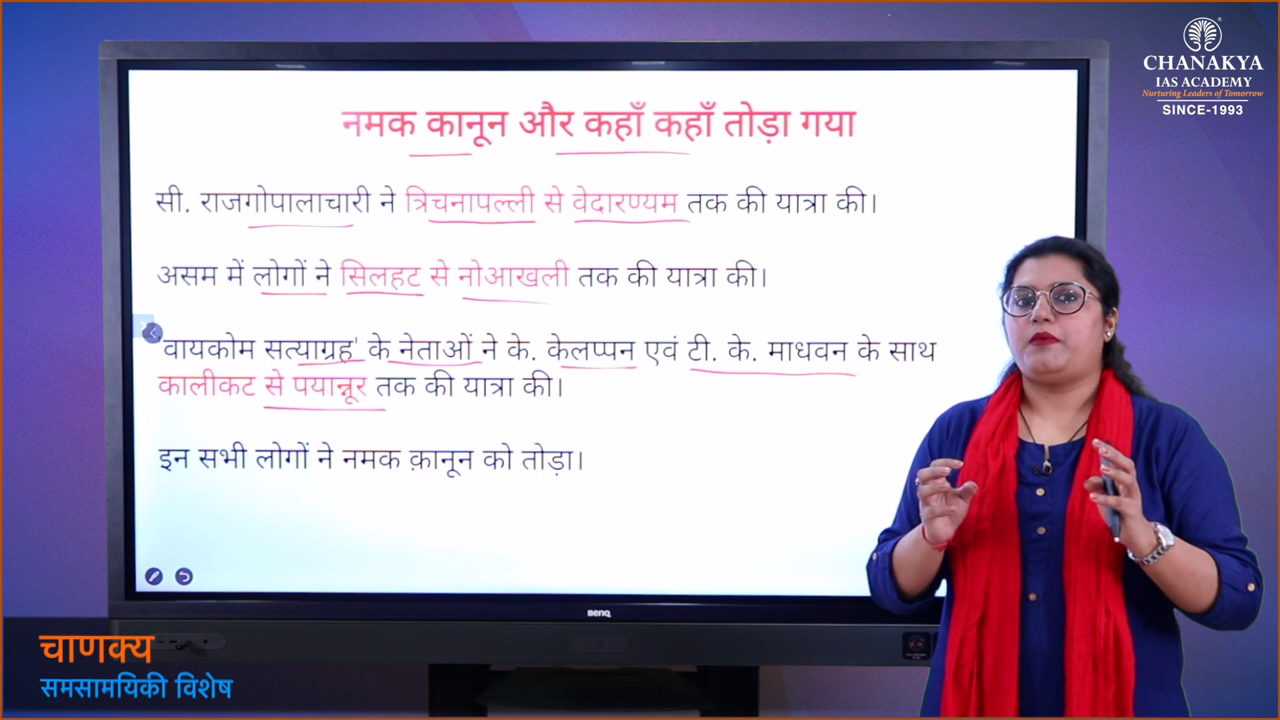 CHANAKYA
IAS ACADEMY
Nurturing Leaders of Tomorrow
SINCE-1993
नमक कानून और कहाँ कहाँ तोड़ा गया
सी. राजगोपालाचारी ने त्रिचनापल्ली से वेदारण्यम तक की यात्रा की।
असम में लोगों ने सिलहट से नोआखली तक की यात्रा की।
'वायकोम सत्याग्रह' के नेताओं ने के. केलप्पन एवं टी. के. माधवन के साथ
कालीकट से पयान्नूर तक की यात्रा की।
इन सभी लोगों ने नमक क़ानून को तोड़ा।
BenQ
चाणक्य
समसामयिकी विशेष